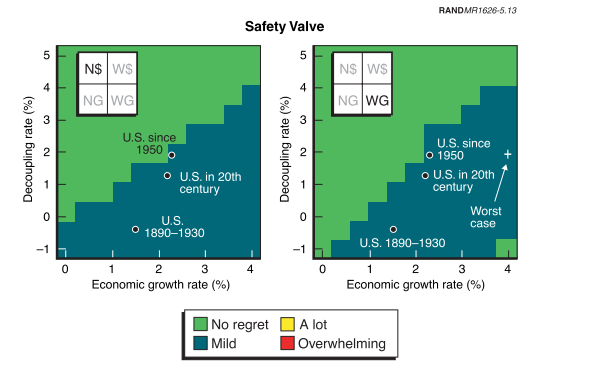 RANDMR1626-5.13
Safety Valve
5
4
3
2
1
0
–1
Decoupling rate (%)
N$ W$
NG WG
U.S. since
1950
U.S. in 20th
century
U.S.
1890–1930
0 1 2 3 4
Economic growth rate (%)
5
4
3
2
1
0
–1
Decoupling rate (%)
N$ W$
NG WG
U.S. since
1950
U.S. in 20th
century
Worst
case
U.S. 1890–1930
0 1 2 3 4
Economic growth rate (%)
No regret
A lot
Mild
Overwhelming